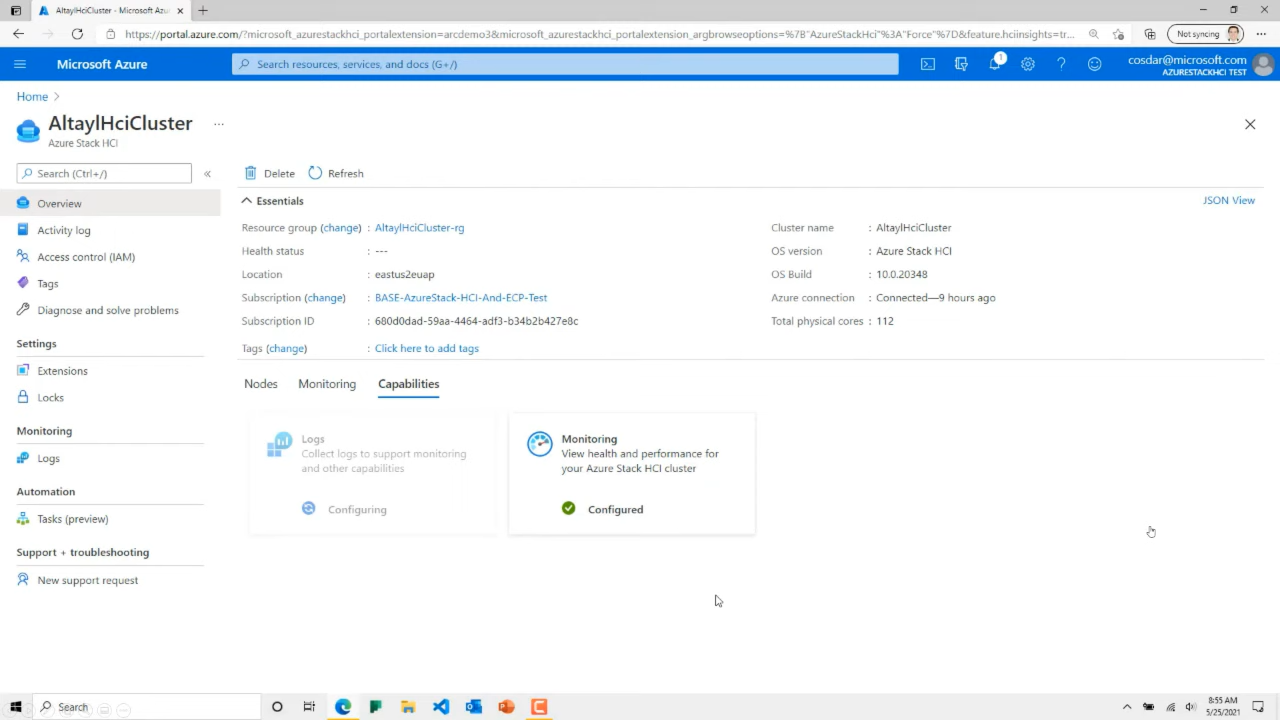 AltaylHciCluster - Microsoft Azu
https://portal.azure.com/?microsoft_azurestackhci_portalextension=arcdemo3&microsoft_azurestackhci_portalextension_argbrowseoptions=%7B"AzureStackHci"%3A"Force"%7D&feature.hciinsights=tr...
Not syncing
Microsoft Azure
Search resources, services, and docs (G+/)
1
cosdar@microsoft.com
AZURESTACKHCI TEST
Home
AltaylHciCluster
...
Azure Stack HCI
Search (Ctrl+/)
«
Delete
Refresh
Overview
Activity log
Access control (IAM)
Tags
Diagnose and solve problems
Settings
Extensions
Locks
Monitoring
Logs
Automation
Tasks (preview)
Support + troubleshooting
New support request
Essentials
JSON View
Resource group (change) : AltaylHciCluster-rg
Health status : ---
Location : eastus2euap
Subscription (change) : BASE-AzureStack-HCI-And-ECP-Test
Subscription ID : 680d0dad-59aa-4464-adf3-b34b2b427e8c
Tags (change) : Click here to add tags
Cluster name : AltaylHciCluster
OS version : Azure Stack HCI
OS Build : 10.0.20348
Azure connection : Connected—9 hours ago
Total physical cores : 112
Nodes
Monitoring
Capabilities
Logs
Collect logs to support monitoring
and other capabilities
Configuring
Monitoring
View health and performance for
your Azure Stack HCI cluster
Configured
Search
8:55 AM
5/25/2021